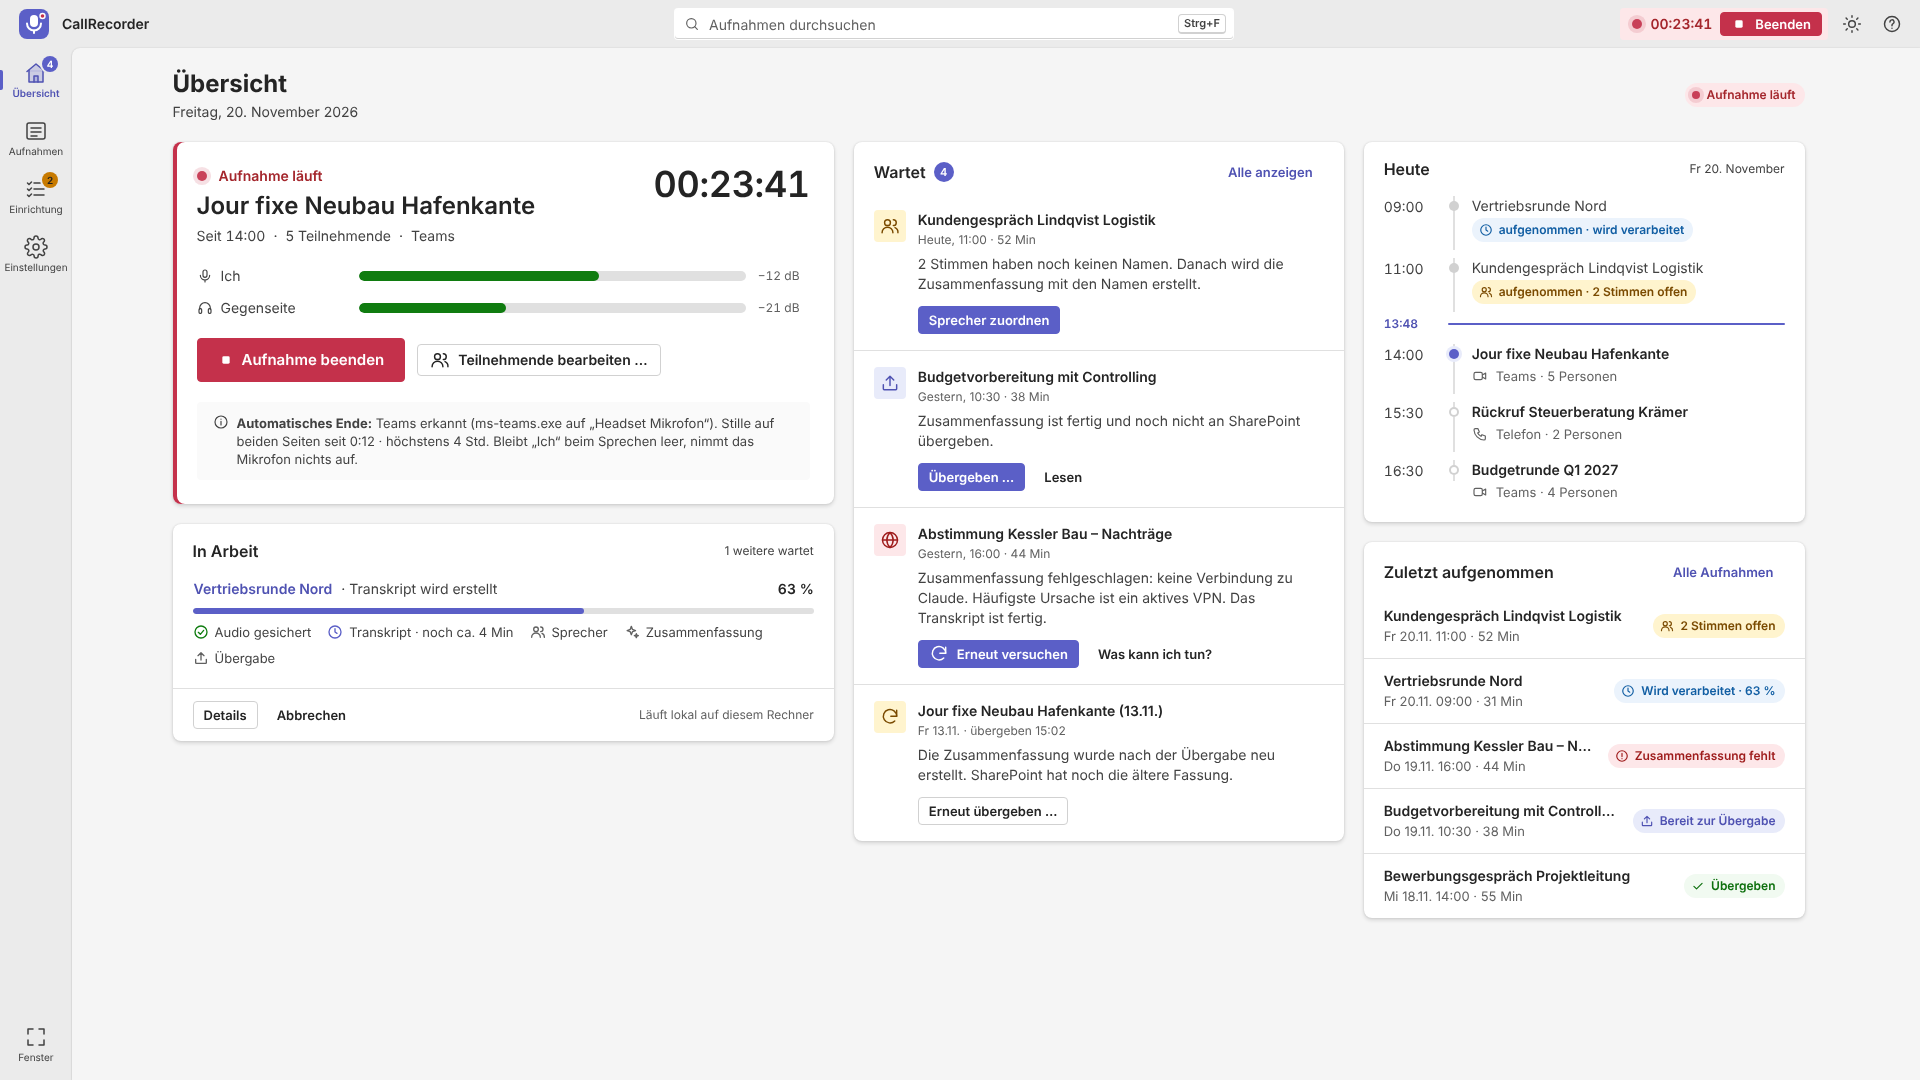 CallRecorder
Aufnahmen durchsuchen
Strg+F
00:23:41
Beenden
4
Übersicht
Aufnahmen
2
Einrichtung
Einstellungen
Fenster
Übersicht
Freitag, 20. November 2026
Aufnahme läuft
Aufnahme läuft
00:23:41
Jour fixe Neubau Hafenkante
Seit 14:00 · 5 Teilnehmende · Teams
Ich
−12 dB
Gegenseite
−21 dB
Aufnahme beenden
Teilnehmende bearbeiten ...
Automatisches Ende: Teams erkannt (ms-teams.exe auf „Headset Mikrofon“). Stille auf
beiden Seiten seit 0:12 · höchstens 4 Std. Bleibt „Ich“ beim Sprechen leer, nimmt das
Mikrofon nichts auf.
In Arbeit
1 weitere wartet
Vertriebsrunde Nord · Transkript wird erstellt
63 %
Audio gesichert
Transkript · noch ca. 4 Min
Sprecher
Zusammenfassung
Übergabe
Details
Abbrechen
Läuft lokal auf diesem Rechner
Wartet
4
Alle anzeigen
Kundengespräch Lindqvist Logistik
Heute, 11:00 · 52 Min
2 Stimmen haben noch keinen Namen. Danach wird die
Zusammenfassung mit den Namen erstellt.
Sprecher zuordnen
Budgetvorbereitung mit Controlling
Gestern, 10:30 · 38 Min
Zusammenfassung ist fertig und noch nicht an SharePoint
übergeben.
Übergeben ...
Lesen
Abstimmung Kessler Bau – Nachträge
Gestern, 16:00 · 44 Min
Zusammenfassung fehlgeschlagen: keine Verbindung zu
Claude. Häufigste Ursache ist ein aktives VPN. Das
Transkript ist fertig.
Erneut versuchen
Was kann ich tun?
Jour fixe Neubau Hafenkante (13.11.)
Fr 13.11. · übergeben 15:02
Die Zusammenfassung wurde nach der Übergabe neu
erstellt. SharePoint hat noch die ältere Fassung.
Erneut übergeben ...
Heute
Fr 20. November
09:00
Vertriebsrunde Nord
aufgenommen · wird verarbeitet
11:00
Kundengespräch Lindqvist Logistik
aufgenommen · 2 Stimmen offen
13:48
14:00
Jour fixe Neubau Hafenkante
Teams · 5 Personen
15:30
Rückruf Steuerberatung Krämer
Telefon · 2 Personen
16:30
Budgetrunde Q1 2027
Teams · 4 Personen
Zuletzt aufgenommen
Alle Aufnahmen
Kundengespräch Lindqvist Logistik
Fr 20.11. 11:00 · 52 Min
2 Stimmen offen
Vertriebsrunde Nord
Fr 20.11. 09:00 · 31 Min
Wird verarbeitet · 63 %
Abstimmung Kessler Bau – N...
Do 19.11. 16:00 · 44 Min
Zusammenfassung fehlt
Budgetvorbereitung mit Controll...
Do 19.11. 10:30 · 38 Min
Bereit zur Übergabe
Bewerbungsgespräch Projektleitung
Mi 18.11. 14:00 · 55 Min
Übergeben